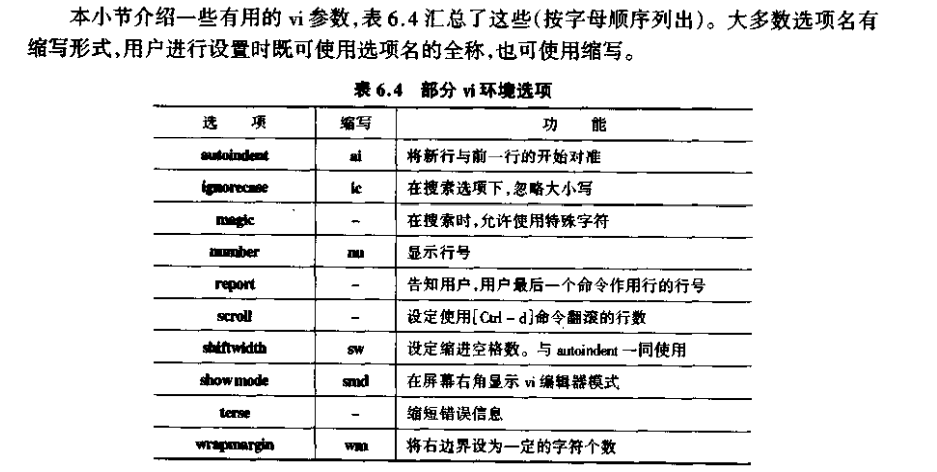 本小节介绍一些有用的 vi 参数,表 6.4 汇总了这些(按字母顺序列出)。大多数选项名有
缩写形式,用户进行设置时既可使用选项名的全称,也可使用缩写。
表 6.4 部分 vi 环境选项
选 项 缩写 功 能
autoindent ai 将新行与前一行的开始对准
ignorecase ic 在搜索选项下,忽略大小写
magic - 在搜索时,允许使用特殊字符
number nu 显示行号
report - 告知用户,用户最后一个命令作用行的行号
scroll - 设定使用[Ctrl-d]命令翻滚的行数
shiftwidth sw 设定缩进空格数。与 autoindent 一同使用
showmode smd 在屏幕右角显示 vi 编辑器模式
terse - 缩短错误信息
wrapmargin wm 将右边界设为一定的字符个数